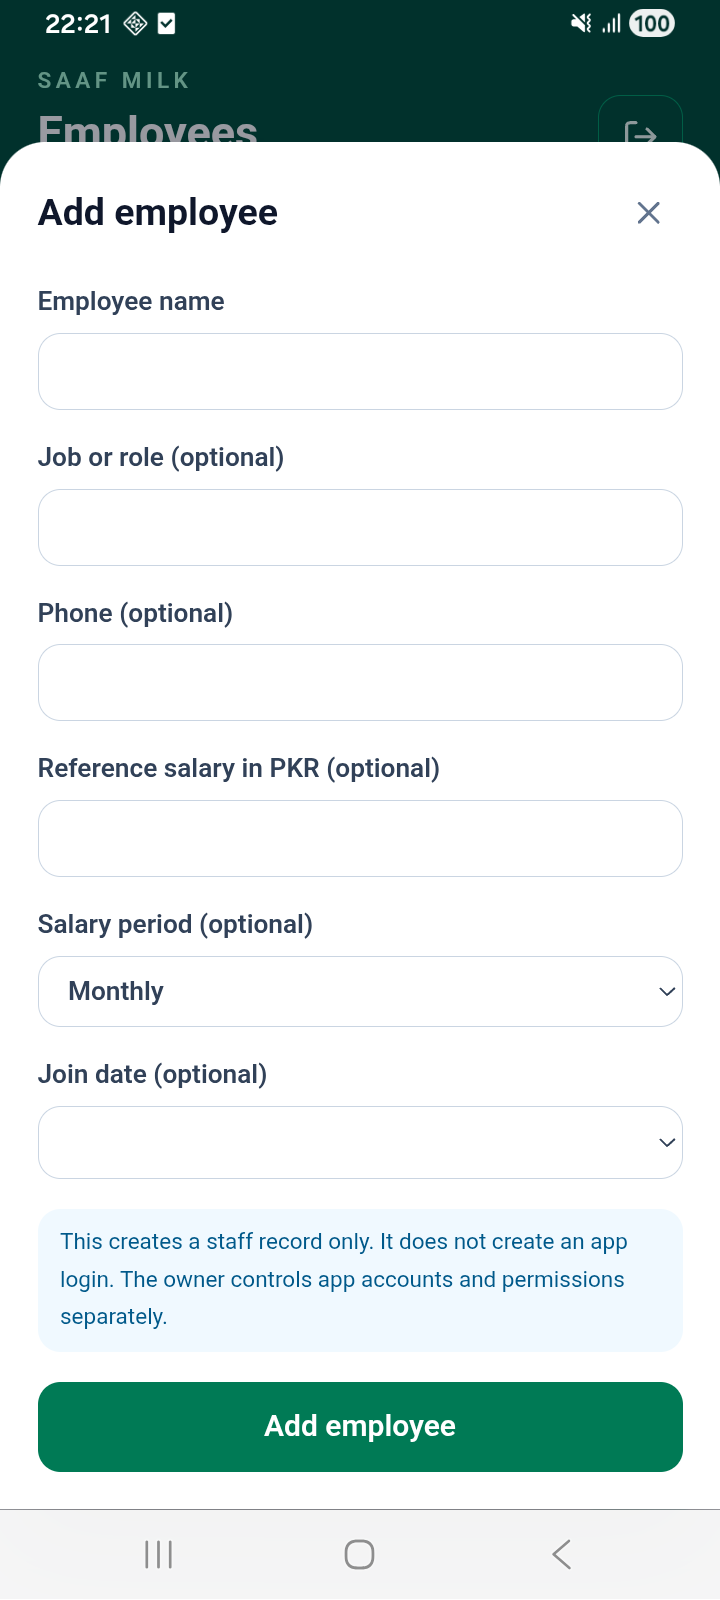 22:21
100
SAAF MILK
Employees
Add employee
Employee name
Job or role (optional)
Phone (optional)
Reference salary in PKR (optional)
Salary period (optional)
Monthly
Join date (optional)
This creates a staff record only. It does not create an app
login. The owner controls app accounts and permissions
separately.
Add employee